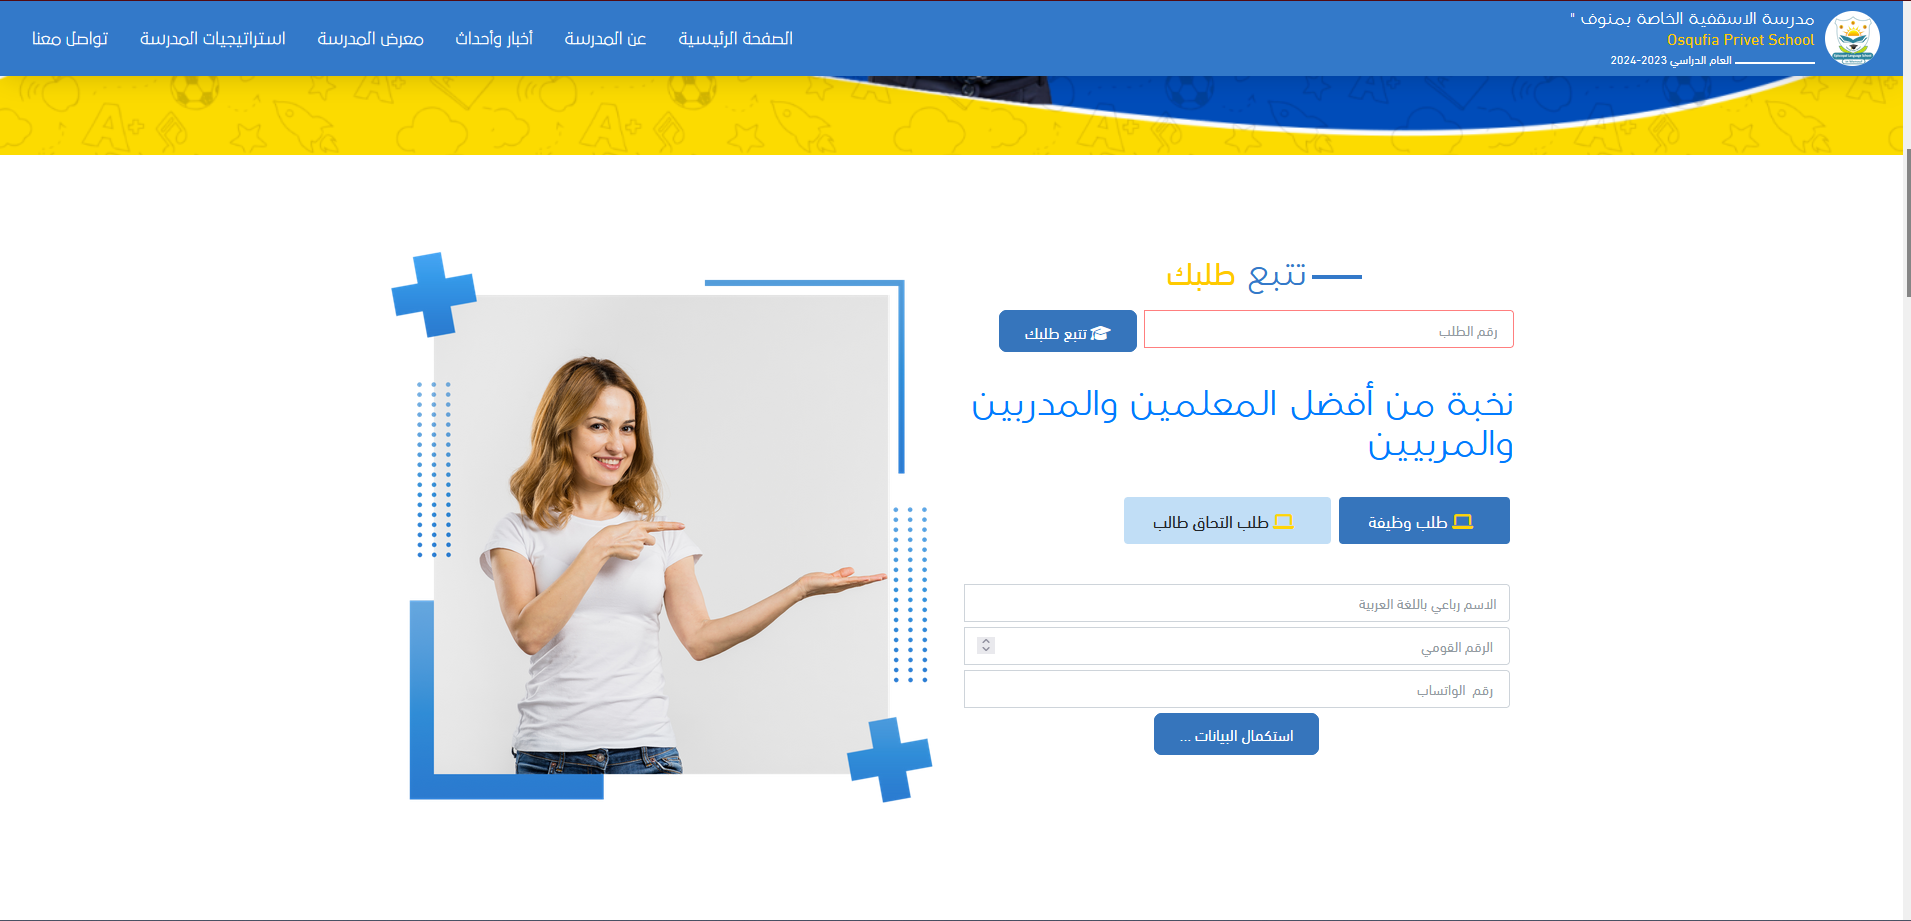 مدرسة الاسقفية الخاصة بمنوف "
Osqufia Privet School
العام الدراسي 2023-2024
الصفحة الرئيسية
عن المدرسة
أخبار وأحداث
معرض المدرسة
استراتيجيات المدرسة
تواصل معنا
تتبع طلبك
رقم الطلب
تتبع طلبك
نخبة من أفضل المعلمين والمدربين
والمربيين
طلب وظيفة
طلب التحاق طالب
الاسم رباعي باللغة العربية
الرقم القومي
رقم الواتساب
استكمال البيانات ...